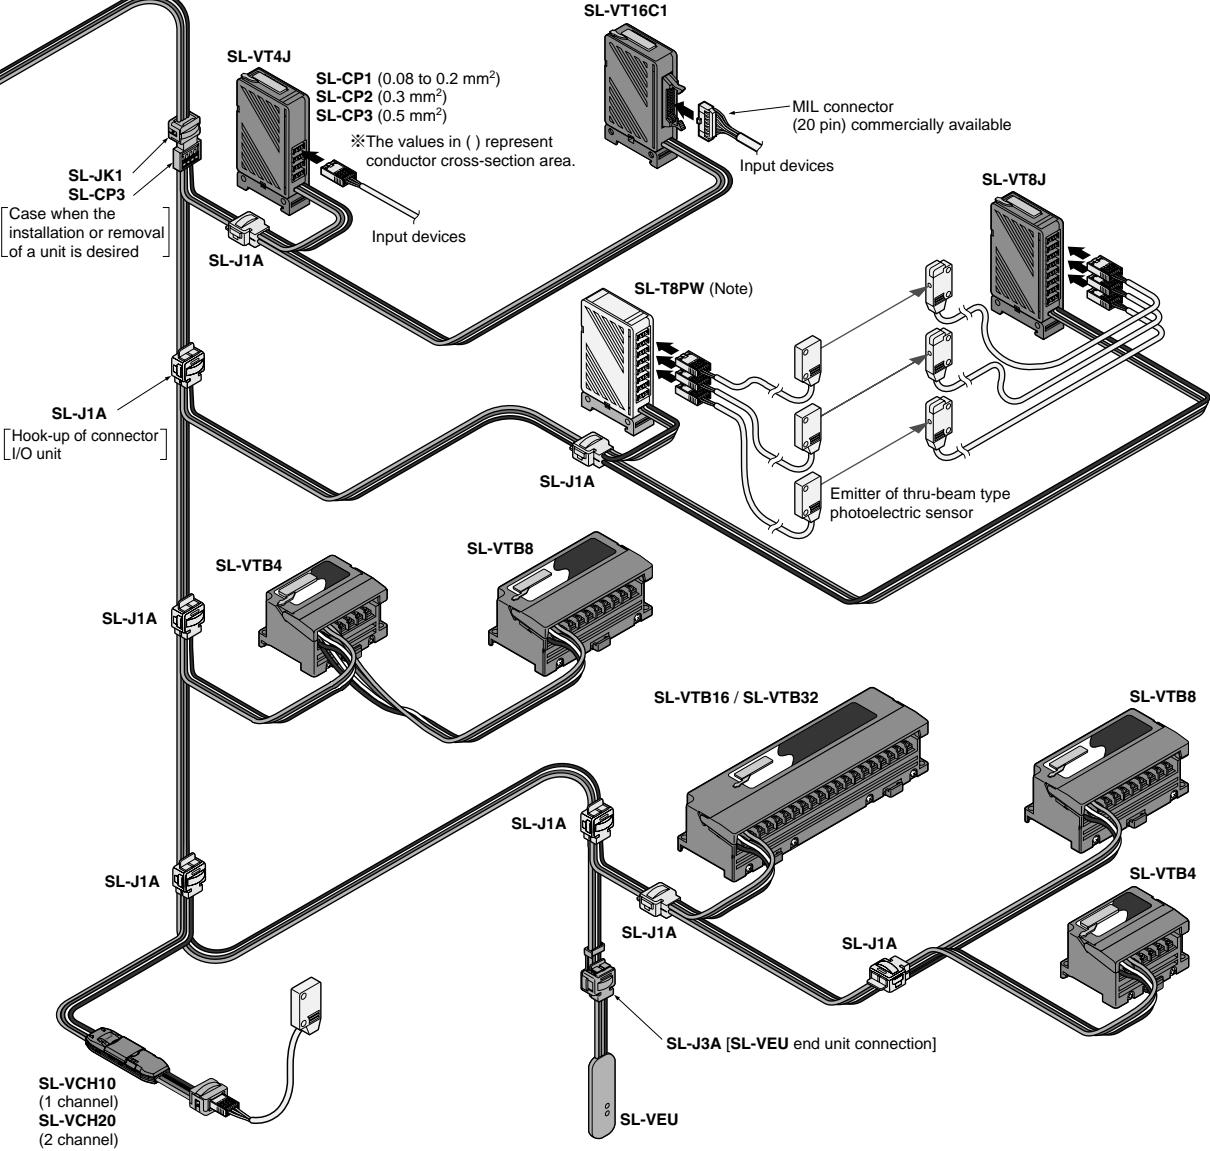 SL-VT16C1
SL-VT4J
SL-CP1 (0.08 to 0.2 mm²)
SL-CP2 (0.3 mm²)
SL-CP3 (0.5 mm²)
※The values in ( ) represent
conductor cross-section area.
MIL connector
(20 pin) commercially available
Input devices
SL-JK1
SL-CP3
Case when the
installation or removal
of a unit is desired
Input devices
SL-J1A
SL-VT8J
SL-T8PW (Note)
SL-J1A
Hook-up of connector
I/O unit
SL-J1A
Emitter of thru-beam type
photoelectric sensor
SL-VTB4
SL-VTB8
SL-J1A
SL-VTB16 / SL-VTB32
SL-VTB8
SL-J1A
SL-J1A
SL-VTB4
SL-J1A
SL-J1A
SL-J3A [SL-VEU end unit connection]
SL-VCH10
(1 channel)
SL-VCH20
(2 channel)
SL-VEU